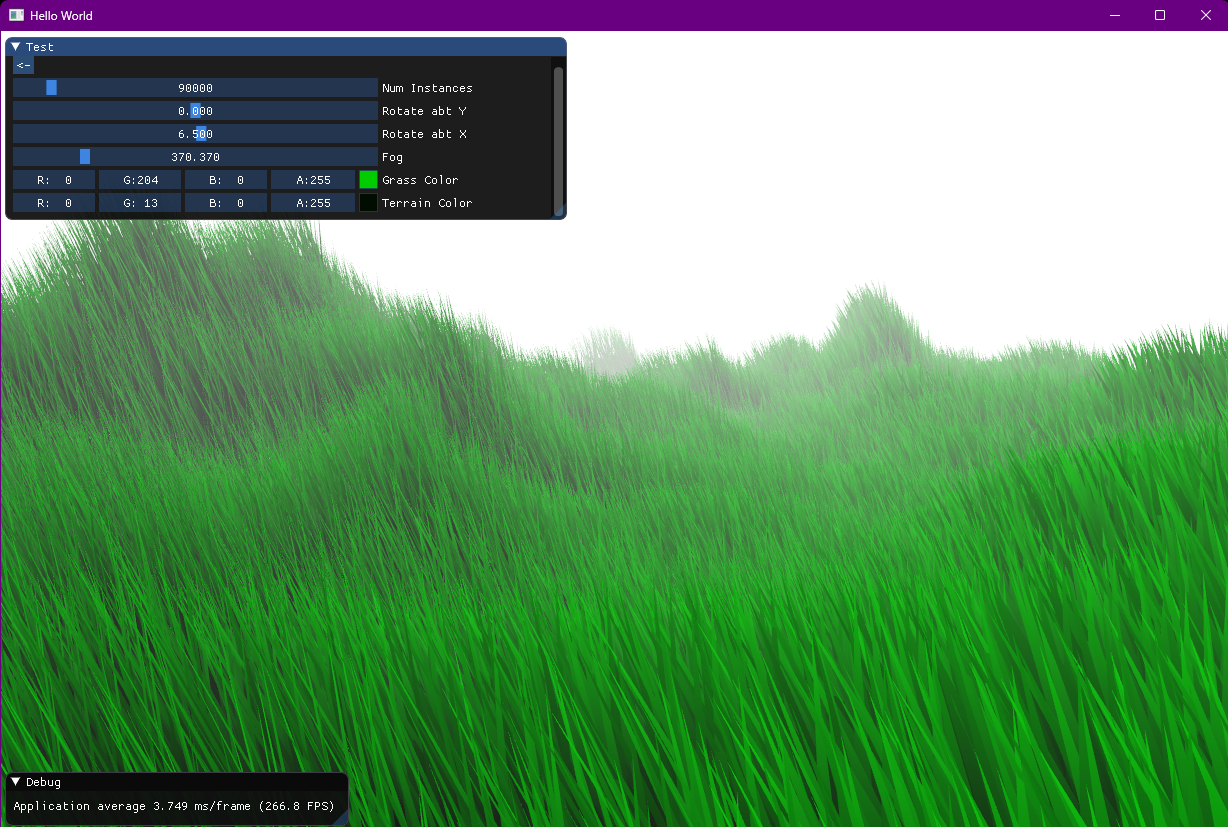 Hello World
Test
<-
90000 Num Instances
0.000 Rotate abt Y
6.500 Rotate abt X
370.370 Fog
R: 0 G:204 B: 0 A:255 Grass Color
R: 0 G: 13 B: 0 A:255 Terrain Color
Debug
Application average 3.749 ms/frame (266.8 FPS)